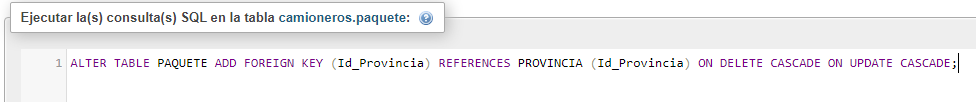 Ejecutar la(s) consulta(s) SQL en la tabla camioneros.paquete:
1 ALTER TABLE PAQUETE ADD FOREIGN KEY (Id_Provincia) REFERENCES PROVINCIA (Id_Provincia) ON DELETE CASCADE ON UPDATE CASCADE;